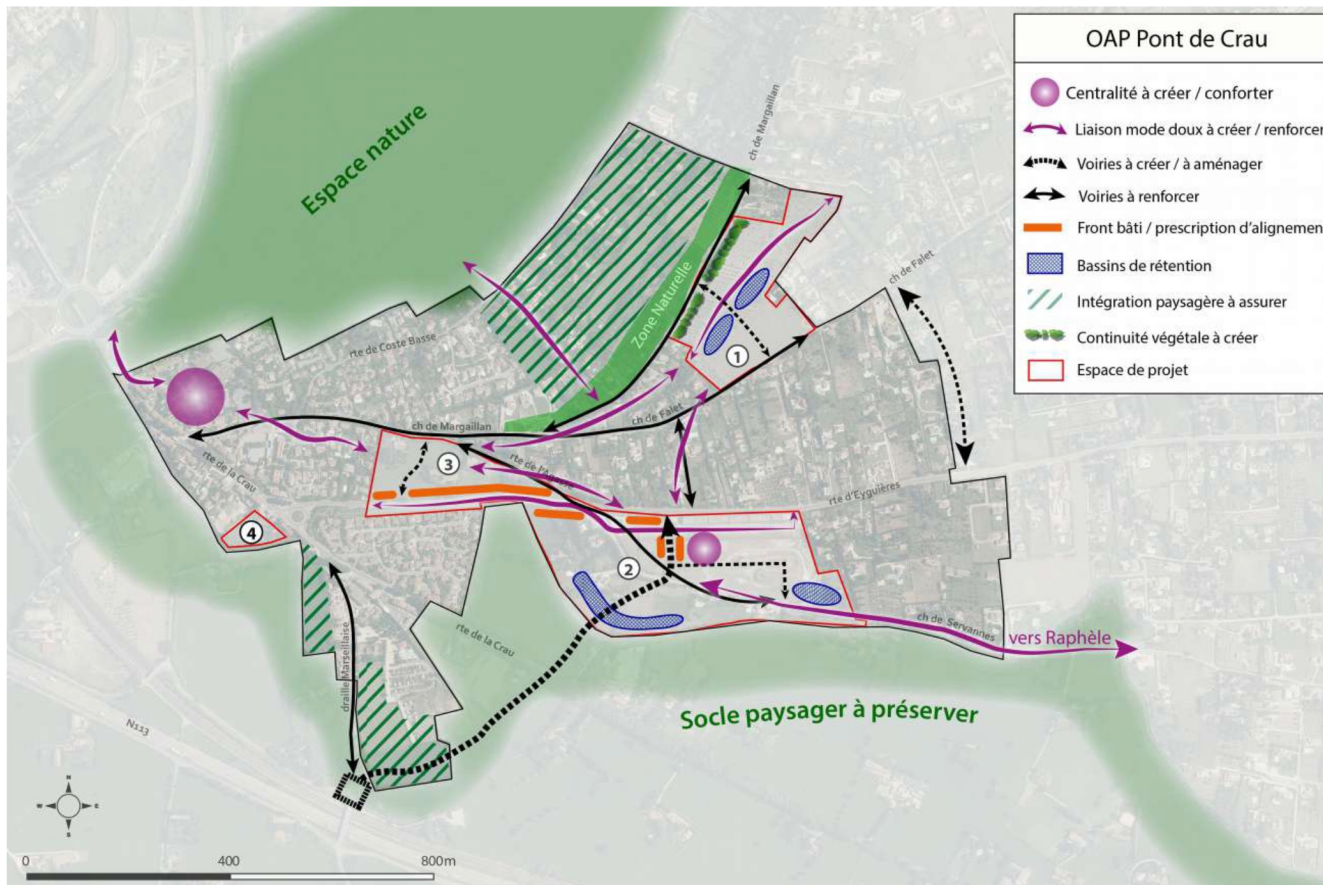 OAP Pont de Crau
Centralité à créer / conforter
Liaison mode doux à créer / renforcer
Voiries à créer / à aménager
Voiries à renforcer
Front bâti / prescription d'alignemen
Bassins de rétention
Intégration paysagère à assurer
Continuité végétale à créer
Espace de projet
Espace nature
ch de Margaillan
ch de Falet
Zone Naturelle
rte de Coste Basse
1
ch de Falet
ch de Margaillan
3
rte de l'Agasse
rte de la Crau
rte d'Eyguières
4
2
rte de la Crau
ch de Servannes
vers Raphèle
draille Marseillaise
Socle paysager à préserver
N113
N
W
E
S
0
400
800m